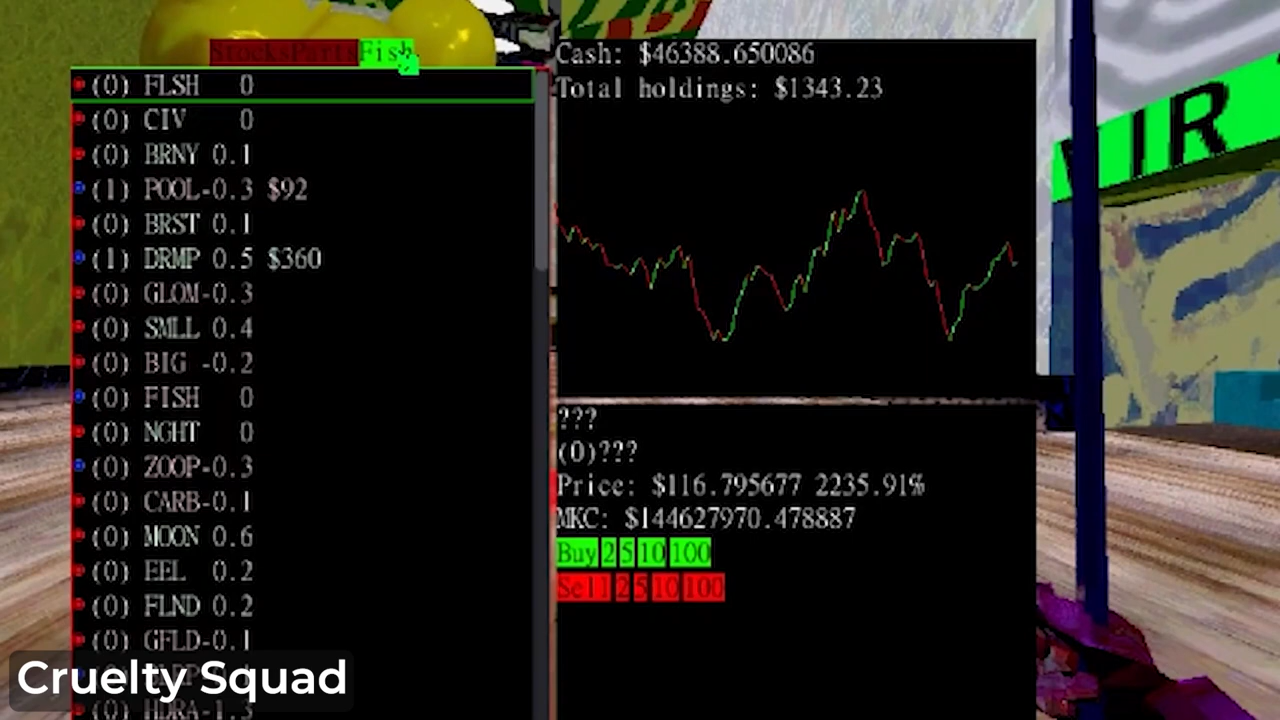 StocksPartsFish
(0) FLSH 0
(0) CIV 0
(0) BRNY 0.1
(1) POOL-0.3 $92
(0) BRST 0.1
(1) DRMP 0.5 $360
(0) GLOM-0.3
(0) SMLL 0.4
(0) BIG -0.2
(0) FISH 0
(0) NGHT 0
(0) ZOOP-0.3
(0) CARB-0.1
(0) MOON 0.6
(0) EEL 0.2
(0) FLND 0.2
(0) GFLD-0.1
(0) HDRA-1.3
Cash: $46388.650086
Total holdings: $1343.23
???
(0)???
Price: $116.795677 2235.91%
MKC: $144627970.478887
Buy 2 5 10 100
Sell 2 5 10 100
IR
Cruelty Squad